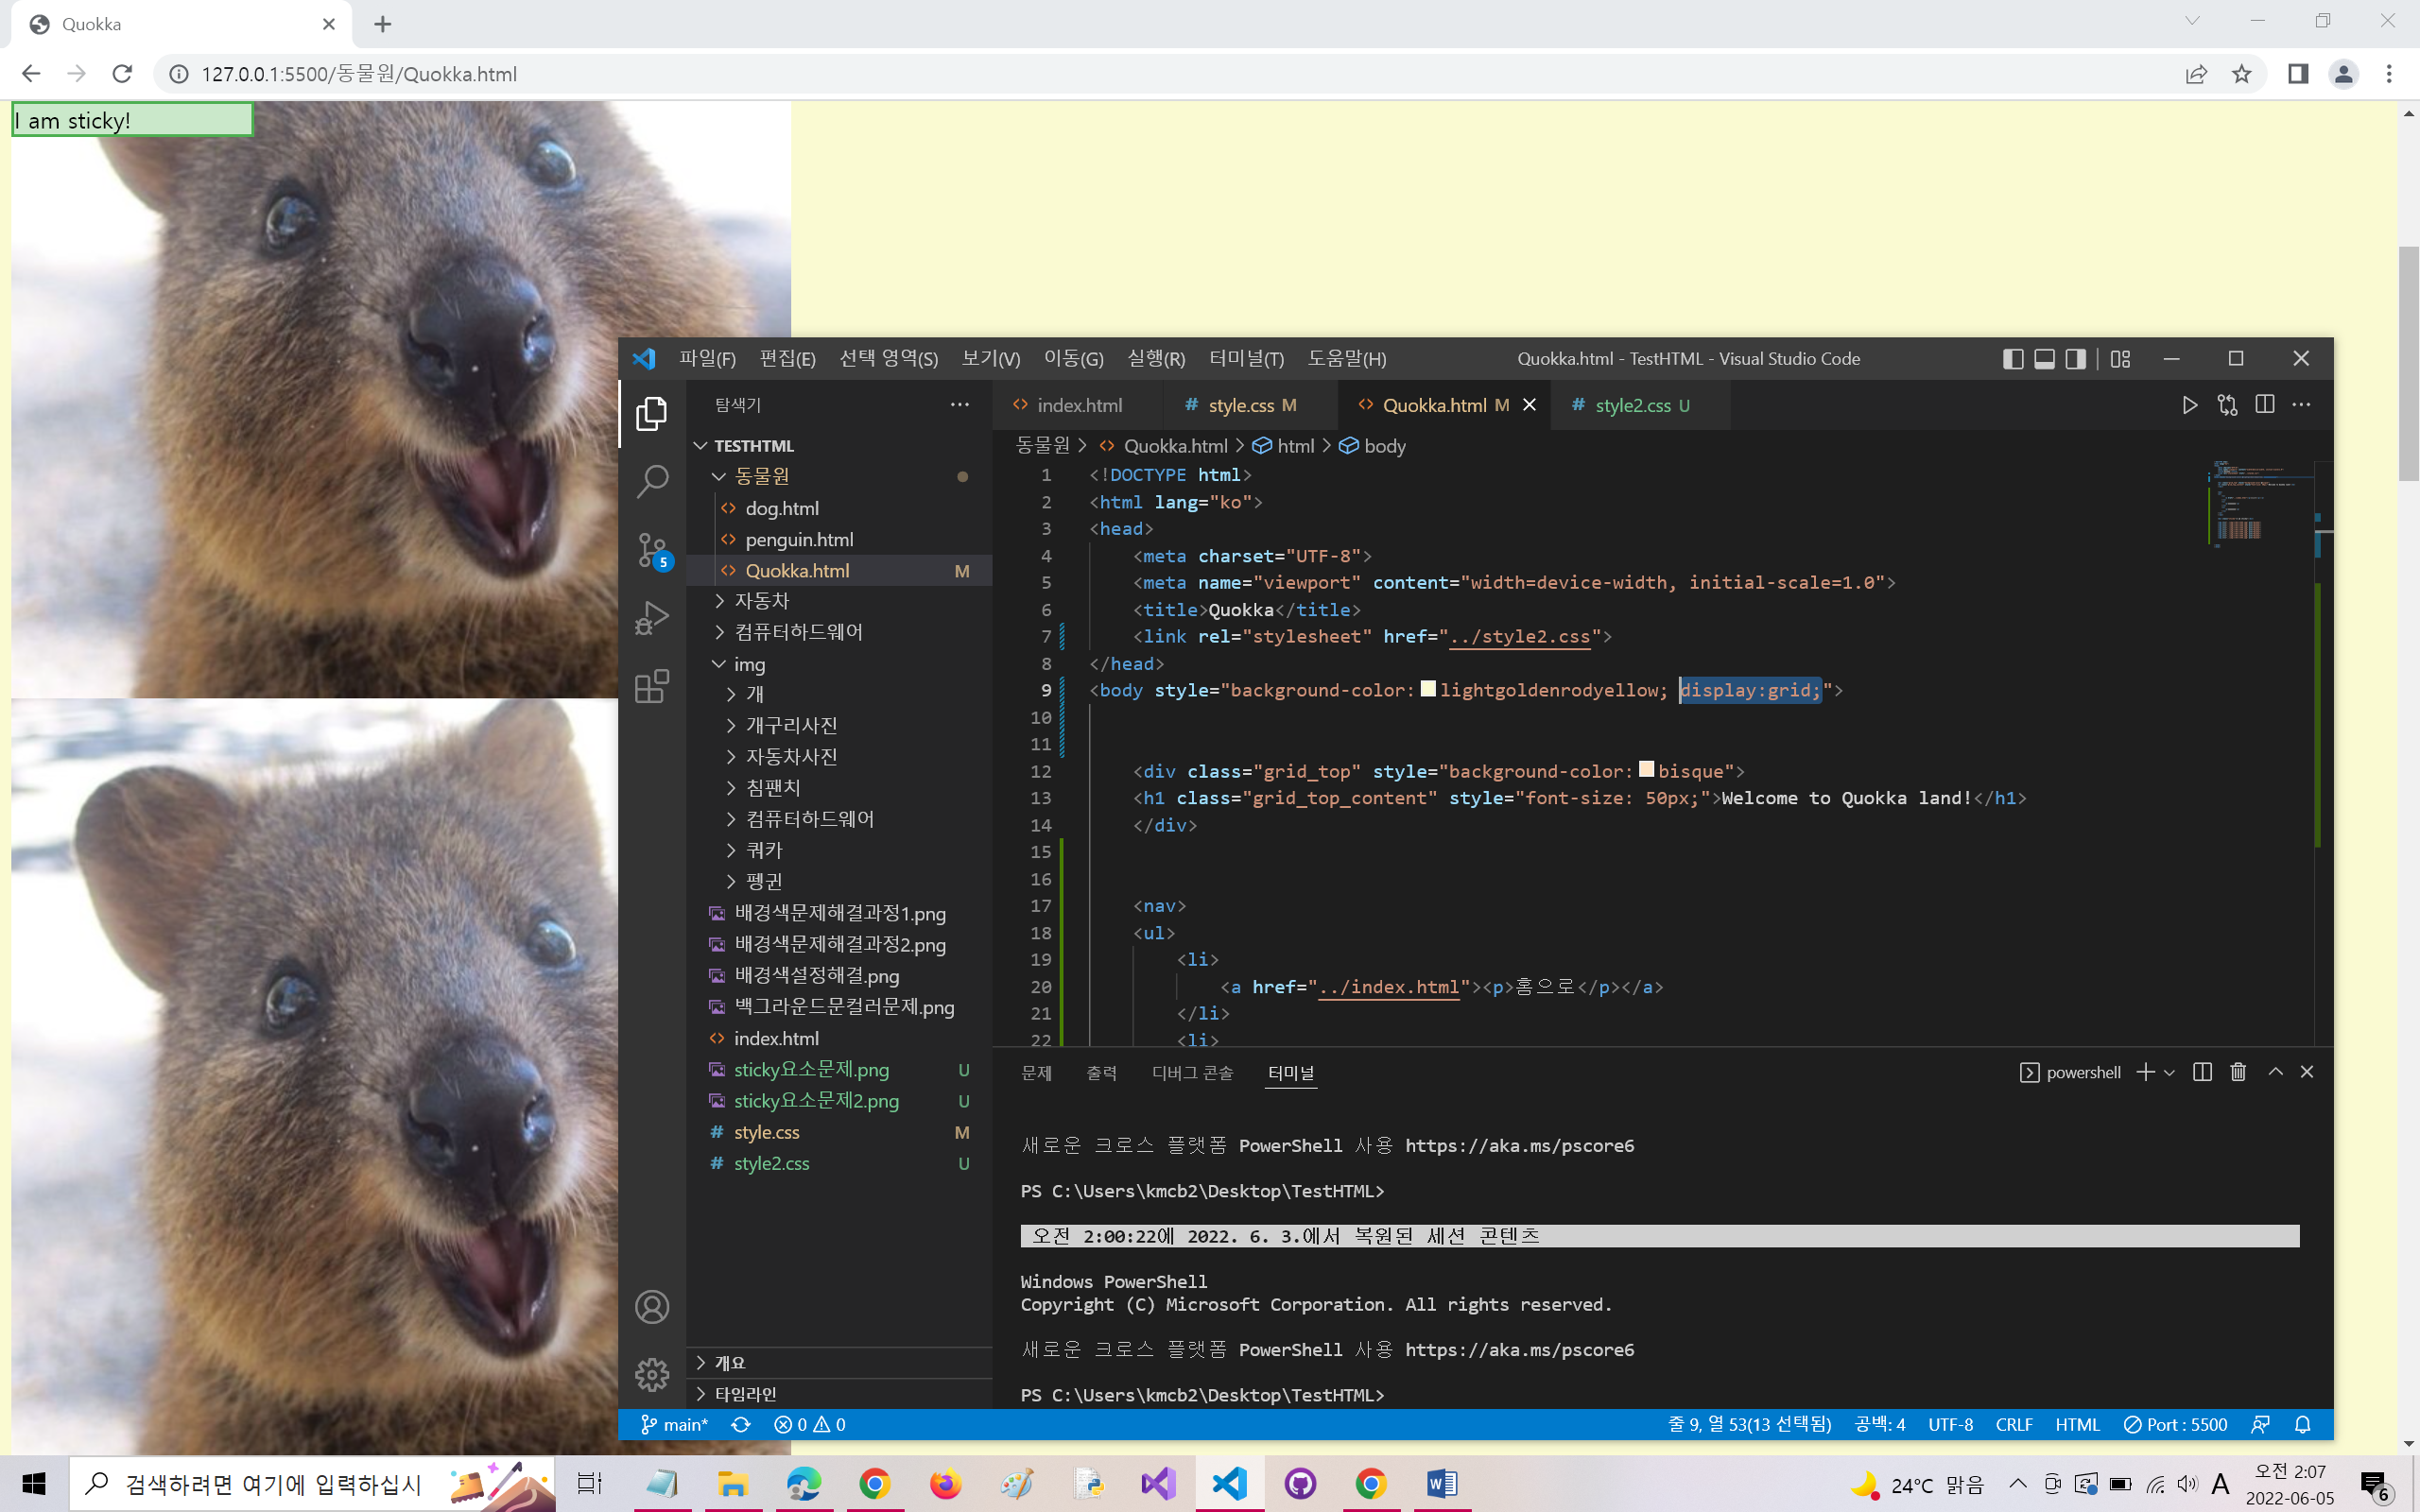 Quokka
127.0.0.1:5500/동물원/Quokka.html
I am sticky!
파일(F) 편집(E) 선택 영역(S) 보기(V) 이동(G) 실행(R) 터미널(T) 도움말(H) Quokka.html - TestHTML - Visual Studio Code
탐색기
index.html # style.css M Quokka.html M # style2.css U
동물원 > Quokka.html > html > body
TESTHTML
동물원
dog.html
penguin.html
Quokka.html M
자동차
컴퓨터하드웨어
img
개
개구리사진
자동차사진
침팬치
컴퓨터하드웨어
쿼카
펭귄
배경색문제해결과정1.png
배경색문제해결과정2.png
배경색설정해결.png
백그라운드문컬러문제.png
index.html
sticky요소문제.png U
sticky요소문제2.png U
# style.css M
# style2.css U
개요
타임라인
5
1 <!DOCTYPE html>
2 <html lang="ko">
3 <head>
4 <meta charset="UTF-8">
5 <meta name="viewport" content="width=device-width, initial-scale=1.0">
6 <title>Quokka</title>
7 <link rel="stylesheet" href="../style2.css">
8 </head>
9 <body style="background-color:lightgoldenrodyellow; display:grid;">
10
11
12 <div class="grid_top" style="background-color:bisque">
13 <h1 class="grid_top_content" style="font-size: 50px;">Welcome to Quokka land!</h1>
14 </div>
15
16
17 <nav>
18 <ul>
19 <li>
20 <a href="../index.html"><p>홈으로</p></a>
21 </li>
22 <li>
문제 출력 디버그 콘솔 터미널 powershell
새로운 크로스 플랫폼 PowerShell 사용 https://aka.ms/pscore6
PS C:\Users\kmcb2\Desktop\TestHTML>
오전 2:00:22에 2022. 6. 3.에서 복원된 세션 콘텐츠
Windows PowerShell
Copyright (C) Microsoft Corporation. All rights reserved.
새로운 크로스 플랫폼 PowerShell 사용 https://aka.ms/pscore6
PS C:\Users\kmcb2\Desktop\TestHTML>
main* 0 0 줄 9, 열 53(13 선택됨) 공백: 4 UTF-8 CRLF HTML Port : 5500
검색하려면 여기에 입력하십시 24°C 맑음 A 오전 2:07
2022-06-05 6